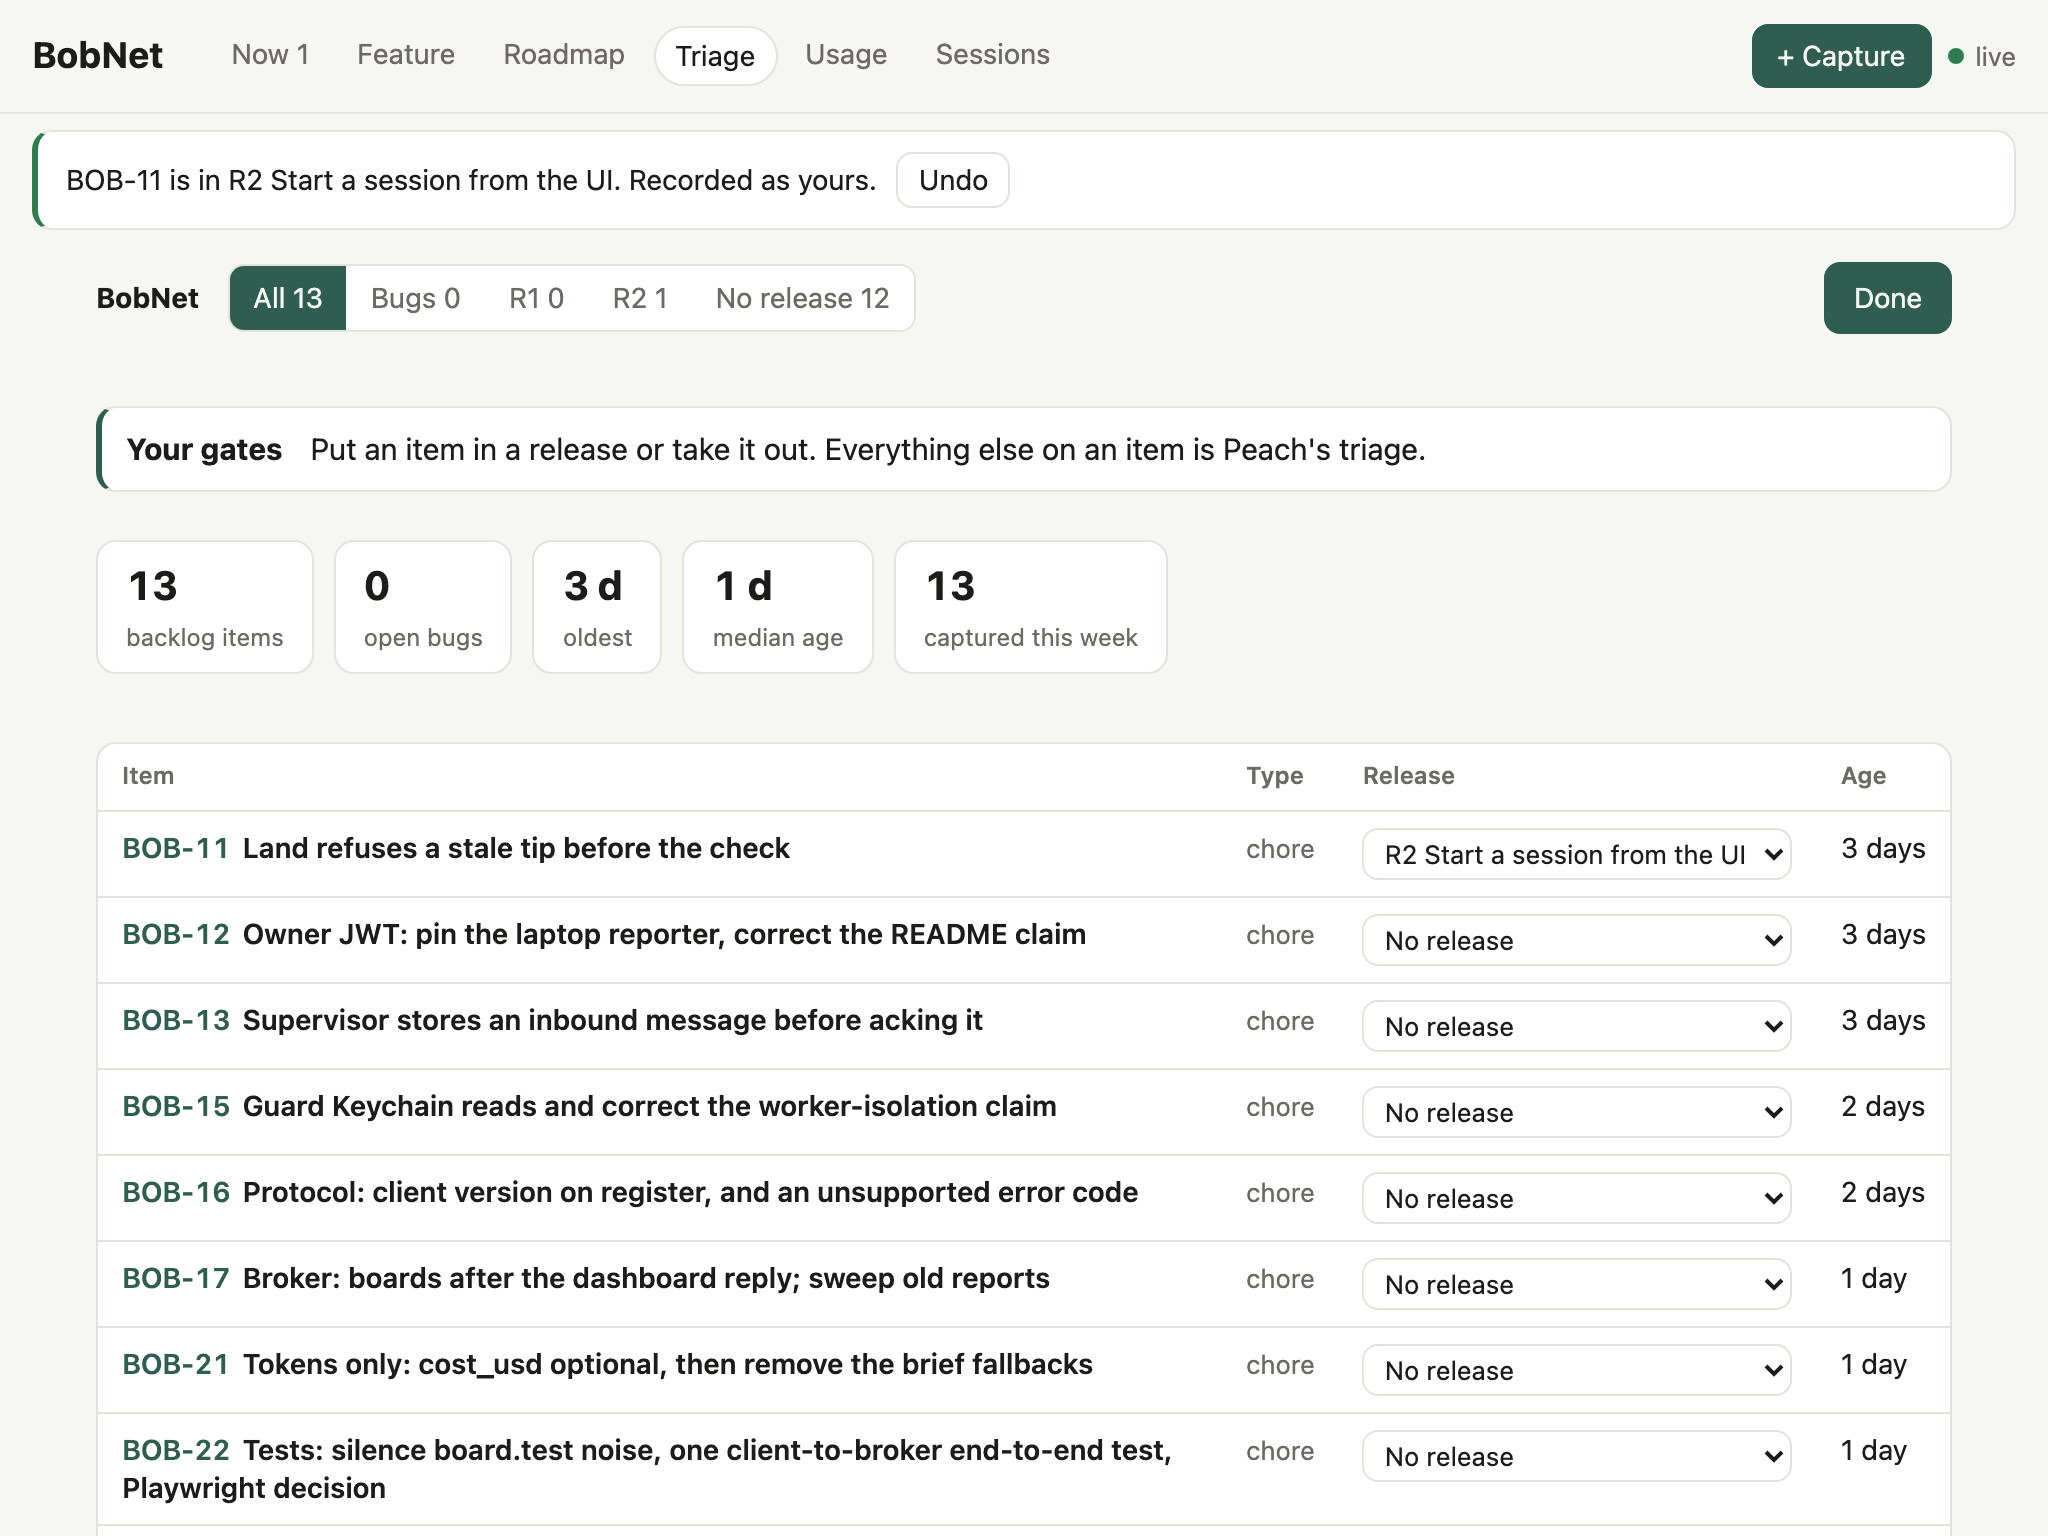 BobNet Now 1 Feature Roadmap Triage Usage Sessions + Capture live
BOB-11 is in R2 Start a session from the UI. Recorded as yours. Undo
BobNet All 13 Bugs 0 R1 0 R2 1 No release 12 Done
Your gates Put an item in a release or take it out. Everything else on an item is Peach's triage.
13 0 3 d 1 d 13
backlog items open bugs oldest median age captured this week
Item Type Release Age
BOB-11 Land refuses a stale tip before the check chore R2 Start a session from the UI 3 days
BOB-12 Owner JWT: pin the laptop reporter, correct the README claim chore No release 3 days
BOB-13 Supervisor stores an inbound message before acking it chore No release 3 days
BOB-15 Guard Keychain reads and correct the worker-isolation claim chore No release 2 days
BOB-16 Protocol: client version on register, and an unsupported error code chore No release 2 days
BOB-17 Broker: boards after the dashboard reply; sweep old reports chore No release 1 day
BOB-21 Tokens only: cost_usd optional, then remove the brief fallbacks chore No release 1 day
BOB-22 Tests: silence board.test noise, one client-to-broker end-to-end test, chore No release 1 day
Playwright decision